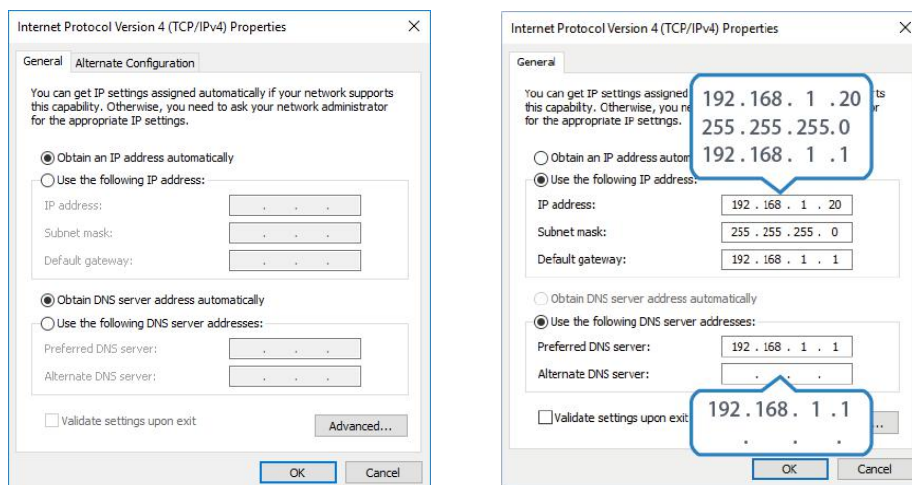 Internet Protocol Version 4 (TCP/IPv4) Properties
General
Alternate Configuration
You can get IP settings assigned automatically if your network supports
this capability. Otherwise, you need to ask your network administrator
for the appropriate IP settings.
Obtain an IP address automatically
Use the following IP address:
IP address:
. . .
Subnet mask:
. . .
Default gateway:
. . .
Obtain DNS server address automatically
Use the following DNS server addresses:
Preferred DNS server:
. . .
Alternate DNS server:
. . .
Validate settings upon exit
Advanced...
OK
Cancel
Internet Protocol Version 4 (TCP/IPv4) Properties
General
You can get IP settings assigned
this capability. Otherwise, you
for the appropriate IP settings.
192.168. 1 .20
255.255.255.0
192.168. 1 .1
Obtain an IP address
Use the following IP address:
IP address:
192 . 168 . 1 . 20
Subnet mask:
255 . 255 . 255 . 0
Default gateway:
192 . 168 . 1 . 1
Obtain DNS server address automatically
Use the following DNS server addresses:
Preferred DNS server:
192 . 168 . 1 . 1
Alternate DNS server:
. . .
Validate settings upon exit
192.168. 1 .1
. . .
OK
Cancel